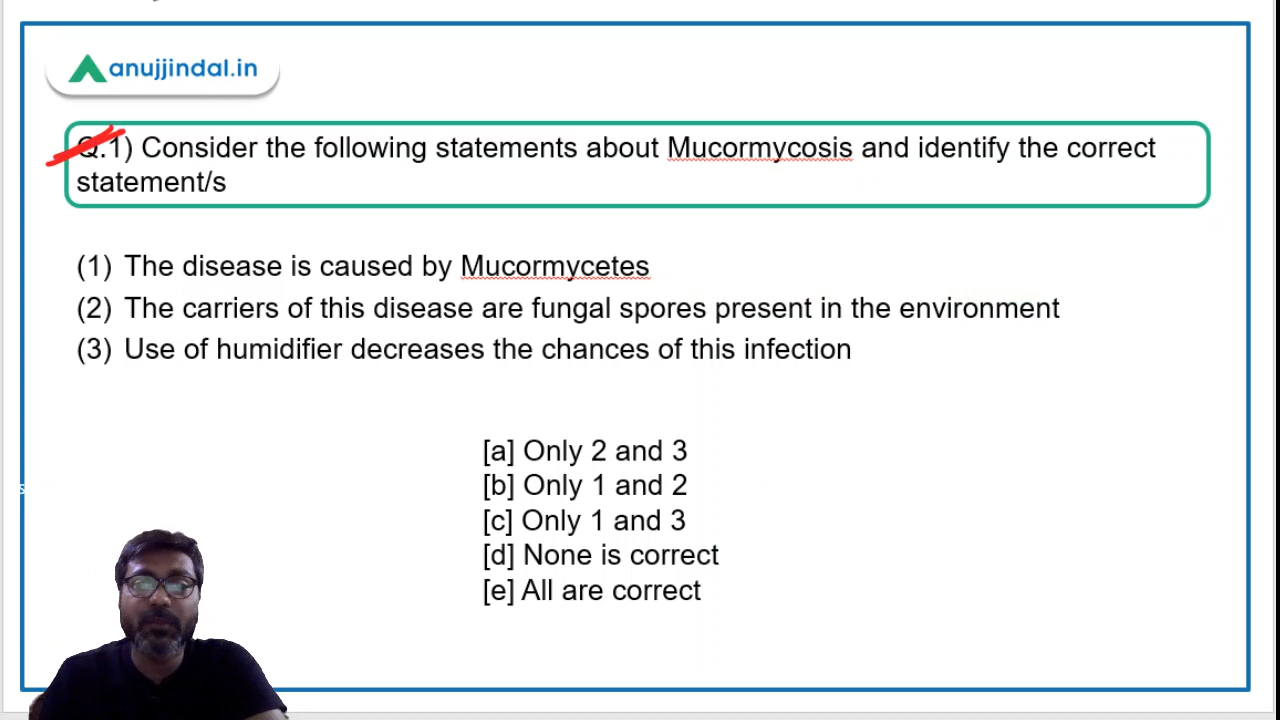 anujjindal.in
Q.1) Consider the following statements about Mucormycosis and identify the correct
statement/s
(1) The disease is caused by Mucormycetes
(2) The carriers of this disease are fungal spores present in the environment
(3) Use of humidifier decreases the chances of this infection
[a] Only 2 and 3
[b] Only 1 and 2
[c] Only 1 and 3
[d] None is correct
[e] All are correct